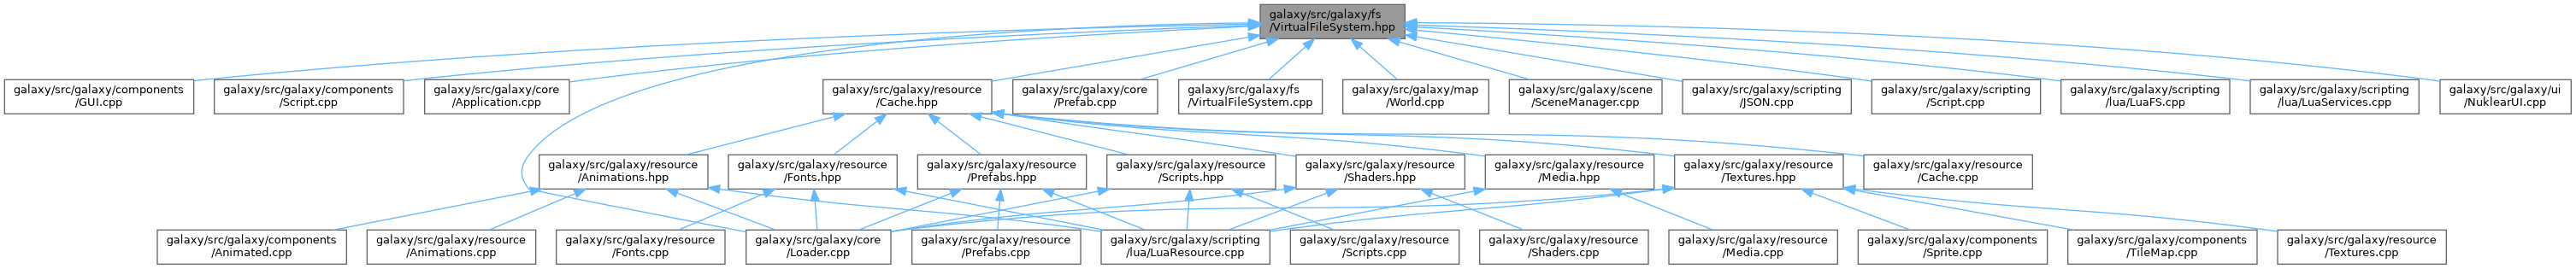 galaxy/src/galaxy/fs
/VirtualFileSystem.hpp
galaxy/src/galaxy/components
/GUI.cpp
galaxy/src/galaxy/components
/Script.cpp
galaxy/src/galaxy/core
/Application.cpp
galaxy/src/galaxy/resource
/Cache.hpp
galaxy/src/galaxy/core
/Prefab.cpp
galaxy/src/galaxy/fs
/VirtualFileSystem.cpp
galaxy/src/galaxy/map
/World.cpp
galaxy/src/galaxy/scene
/SceneManager.cpp
galaxy/src/galaxy/scripting
/JSON.cpp
galaxy/src/galaxy/scripting
/Script.cpp
galaxy/src/galaxy/scripting
/lua/LuaFS.cpp
galaxy/src/galaxy/scripting
/lua/LuaServices.cpp
galaxy/src/galaxy/ui
/NuklearUI.cpp
galaxy/src/galaxy/resource
/Animations.hpp
galaxy/src/galaxy/resource
/Fonts.hpp
galaxy/src/galaxy/resource
/Prefabs.hpp
galaxy/src/galaxy/resource
/Scripts.hpp
galaxy/src/galaxy/resource
/Shaders.hpp
galaxy/src/galaxy/resource
/Media.hpp
galaxy/src/galaxy/resource
/Textures.hpp
galaxy/src/galaxy/resource
/Cache.cpp
galaxy/src/galaxy/components
/Animated.cpp
galaxy/src/galaxy/resource
/Animations.cpp
galaxy/src/galaxy/resource
/Fonts.cpp
galaxy/src/galaxy/core
/Loader.cpp
galaxy/src/galaxy/resource
/Prefabs.cpp
galaxy/src/galaxy/scripting
/lua/LuaResource.cpp
galaxy/src/galaxy/resource
/Scripts.cpp
galaxy/src/galaxy/resource
/Shaders.cpp
galaxy/src/galaxy/resource
/Media.cpp
galaxy/src/galaxy/components
/Sprite.cpp
galaxy/src/galaxy/components
/TileMap.cpp
galaxy/src/galaxy/resource
/Textures.cpp